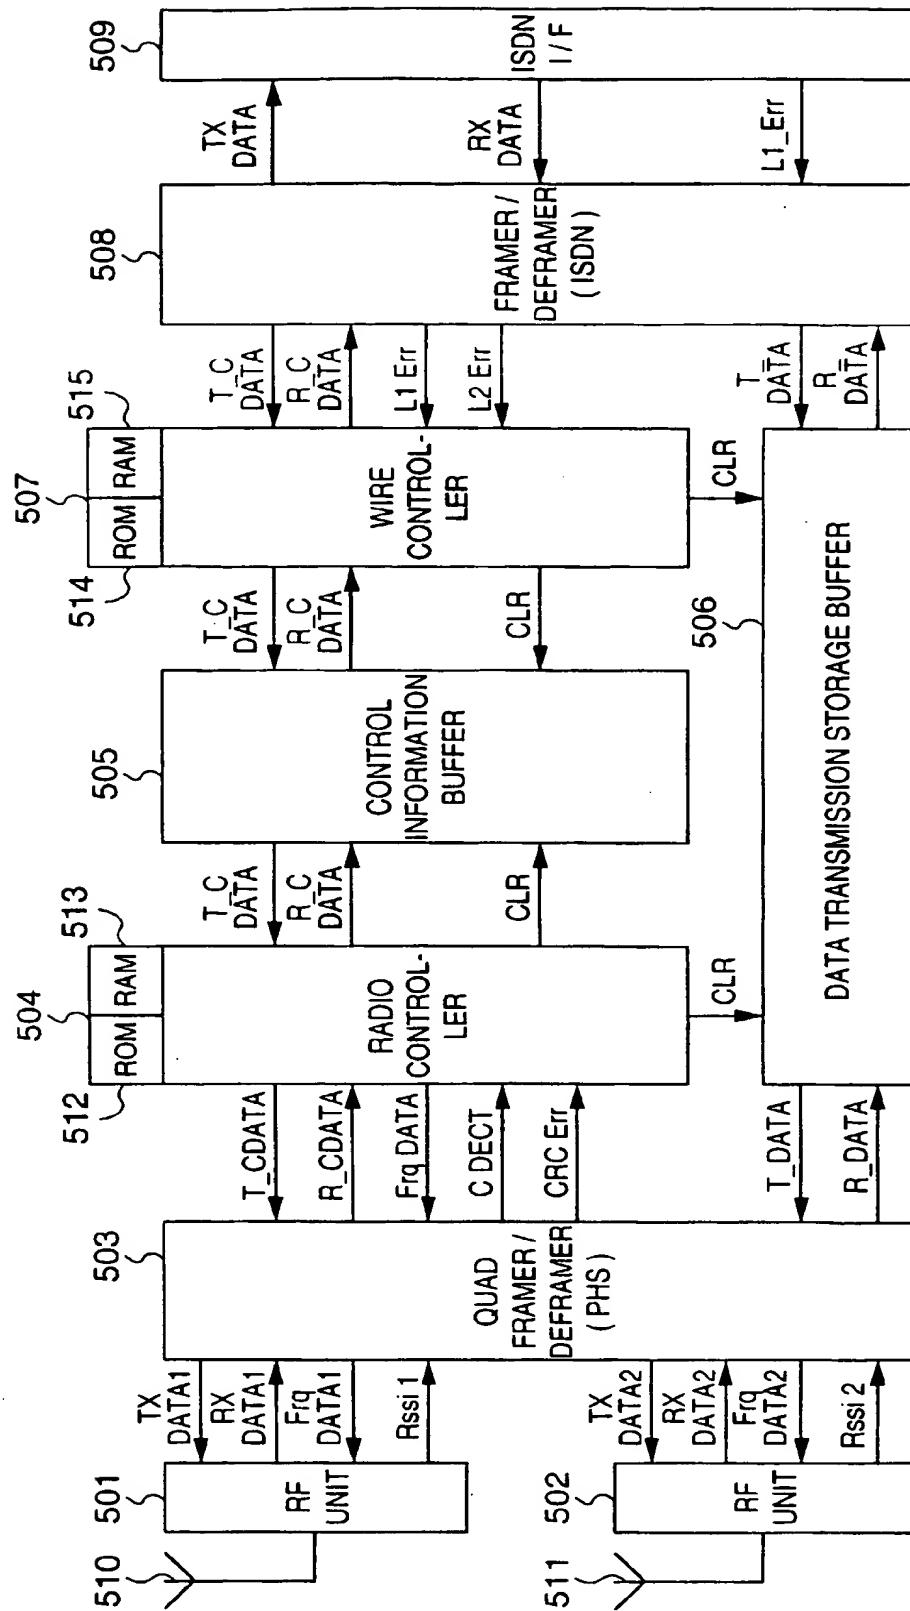 510
501
RF
UNIT
TX
DATA1
RX
DATA1
Frq
DATA1
Rssi 1
511
502
RF
UNIT
TX
DATA2
RX
DATA2
Frq
DATA2
Rssi 2
503
QUAD
FRAMER/
DEFRAMER
(PHS)
T_CDATA
R_CDATA
Frq DATA
C DECT
CRC Err
T_DATA
R_DATA
512
504
513
ROM
RAM
RADIO
CONTROL-
LER
CLR
T_C
DATA
R_C
DATA
CLR
505
CONTROL
INFORMATION
BUFFER
T_C
DATA
R_C
DATA
CLR
506
DATA TRANSMISSION STORAGE BUFFER
514
507
515
ROM
RAM
WIRE
CONTROL-
LER
CLR
T_C
DATA
R_C
DATA
L1 Err
L2 Err
T_
DATA
R_
DATA
508
FRAMER/
DEFRAMER
(ISDN)
TX
DATA
RX
DATA
L1_Err
509
ISDN
I/F